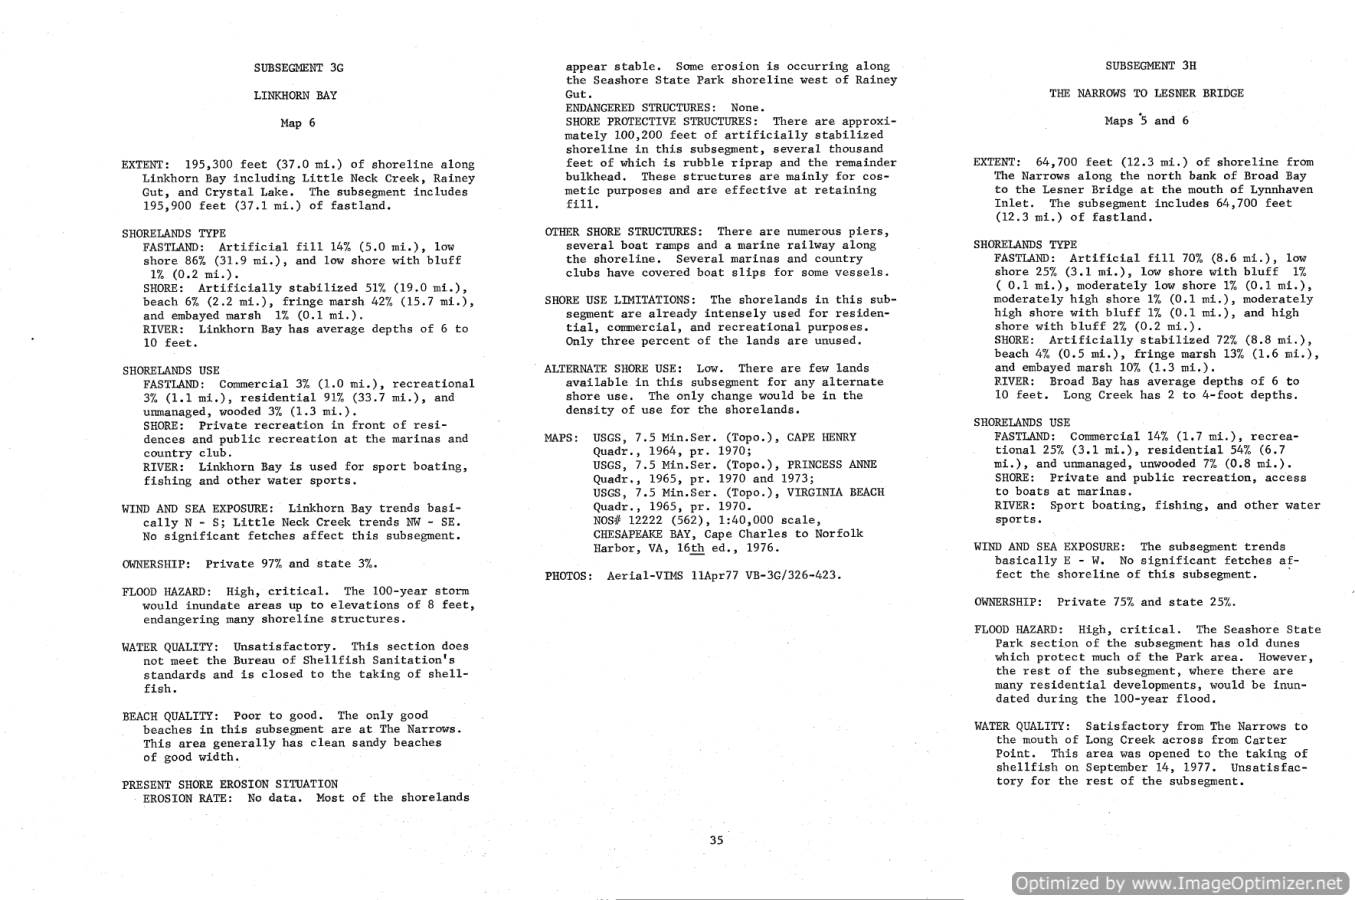 SUBSEGMENT 3G
LINKHORN BAY
Map 6
EXTENT: 195,300 feet (37.0 mi.) of shoreline along
Linkhorn Bay including Little Neck Creek, Rainey
Gut, and Crystal Lake. The subsegment includes
195,900 feet (37.1 mi.) of fastland.
SHORELANDS TYPE
FASTLAND: Artificial fill 14% (5.0 mi.), low
shore 86% (31.9 mi.), and low shore with bluff
1% (0.2 mi.).
SHORE: Artificially stabilized 51% (19.0 mi.),
beach 6% (2.2 mi.), fringe marsh 42% (15.7 mi.),
and embayed marsh 1% (0.1 mi.).
RIVER: Linkhorn Bay has average depths of 6 to
10 feet.
SHORELANDS USE
FASTLAND: Commercial 3% (1.0 mi.), recreational
3% (1.1 mi.), residential 91% (33.7 mi.), and
unmanaged, wooded 3% (1.3 mi.).
SHORE: Private recreation in front of resi-
dences and public recreation at the marinas and
country club.
RIVER: Linkhorn Bay is used for sport boating,
fishing and other water sports.
WIND AND SEA EXPOSURE: Linkhorn Bay trends basi-
cally N - S; Little Neck Creek trends NW - SE.
No significant fetches affect this subsegment.
OWNERSHIP: Private 97% and state 3%.
FLOOD HAZARD: High, critical. The 100-year storm
would inundate areas up to elevations of 8 feet,
endangering many shoreline structures.
WATER QUALITY: Unsatisfactory. This section does
not meet the Bureau of Shellfish Sanitation's
standards and is closed to the taking of shell-
fish.
BEACH QUALITY: Poor to good. The only good
beaches in this subsegment are at The Narrows.
This area generally has clean sandy beaches
of good width.
PRESENT SHORE EROSION SITUATION
EROSION RATE: No data. Most of the shorelands
appear stable. Some erosion is occurring along
the Seashore State Park shoreline west of Rainey
Gut.
ENDANGERED STRUCTURES: None.
SHORE PROTECTIVE STRUCTURES: There are approxi-
mately 100,200 feet of artificially stabilized
shoreline in this subsegment, several thousand
feet of which is rubble riprap and the remainder
bulkhead. These structures are mainly for cos-
metic purposes and are effective at retaining
fill.
OTHER SHORE STRUCTURES: There are numerous piers,
several boat ramps and a marine railway along
the shoreline. Several marinas and country
clubs have covered boat slips for some vessels.
SHORE USE LIMITATIONS: The shorelands in this sub-
segment are already intensely used for residen-
tial, commercial, and recreational purposes.
Only three percent of the lands are unused.
ALTERNATE SHORE USE: Low. There are few lands
available in this subsegment for any alternate
shore use. The only change would be in the
density of use for the shorelands.
MAPS: USGS, 7.5 Min.Ser. (Topo.), CAPE HENRY
Quadr., 1964, pr. 1970;
USGS, 7.5 Min.Ser. (Topo.), PRINCESS ANNE
Quadr., 1965, pr. 1970 and 1973;
USGS, 7.5 Min.Ser. (Topo.), VIRGINIA BEACH
Quadr., 1965, pr. 1970.
NOS# 12222 (562), 1:40,000 scale,
CHESAPEAKE BAY, Cape Charles to Norfolk
Harbor, VA, 16th ed., 1976.
PHOTOS: Aerial-VIMS 11Apr77 VB-3G/326-423.
SUBSEGMENT 3H
THE NARROWS TO LESNER BRIDGE
Maps 5 and 6
EXTENT: 64,700 feet (12.3 mi.) of shoreline from
The Narrows along the north bank of Broad Bay
to the Lesner Bridge at the mouth of Lynnhaven
Inlet. The subsegment includes 64,700 feet
(12.3 mi.) of fastland.
SHORELANDS TYPE
FASTLAND: Artificial fill 70% (8.6 mi.), low
shore 25% (3.1 mi.), low shore with bluff 1%
( 0.1 mi.), moderately low shore 1% (0.1 mi.),
moderately high shore 1% (0.1 mi.), moderately
high shore with bluff 1% (0.1 mi.), and high
shore with bluff 2% (0.2 mi.).
SHORE: Artificially stabilized 72% (8.8 mi.),
beach 4% (0.5 mi.), fringe marsh 13% (1.6 mi.),
and embayed marsh 10% (1.3 mi.).
RIVER: Broad Bay has average depths of 6 to
10 feet. Long Creek has 2 to 4-foot depths.
SHORELANDS USE
FASTLAND: Commercial 14% (1.7 mi.), recrea-
tional 25% (3.1 mi.), residential 54% (6.7
mi.), and unmanaged, unwooded 7% (0.8 mi.).
SHORE: Private and public recreation, access
to boats at marinas.
RIVER: Sport boating, fishing, and other water
sports.
WIND AND SEA EXPOSURE: The subsegment trends
basically E - W. No significant fetches af-
fect the shoreline of this subsegment.
OWNERSHIP: Private 75% and state 25%.
FLOOD HAZARD: High, critical. The Seashore State
Park section of the subsegment has old dunes
which protect much of the Park area. However,
the rest of the subsegment, where there are
many residential developments, would be inun-
dated during the 100-year flood.
WATER QUALITY: Satisfactory from The Narrows to
the mouth of Long Creek across from Carter
Point. This area was opened to the taking of
shellfish on September 14, 1977. Unsatisfac-
tory for the rest of the subsegment.
35
Optimized by www.ImageOptimizer.net